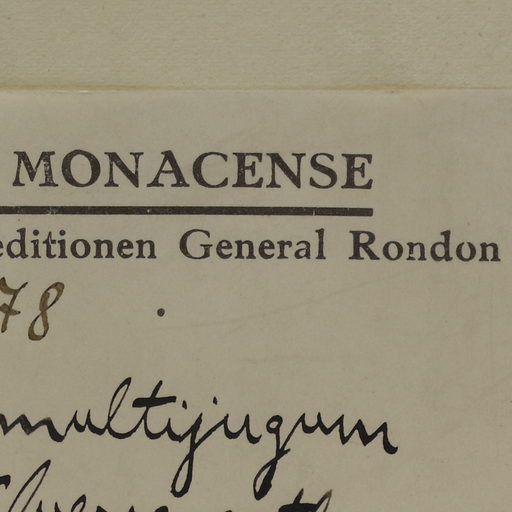 MONACENSE
editionen General Rondon
78
multijugum